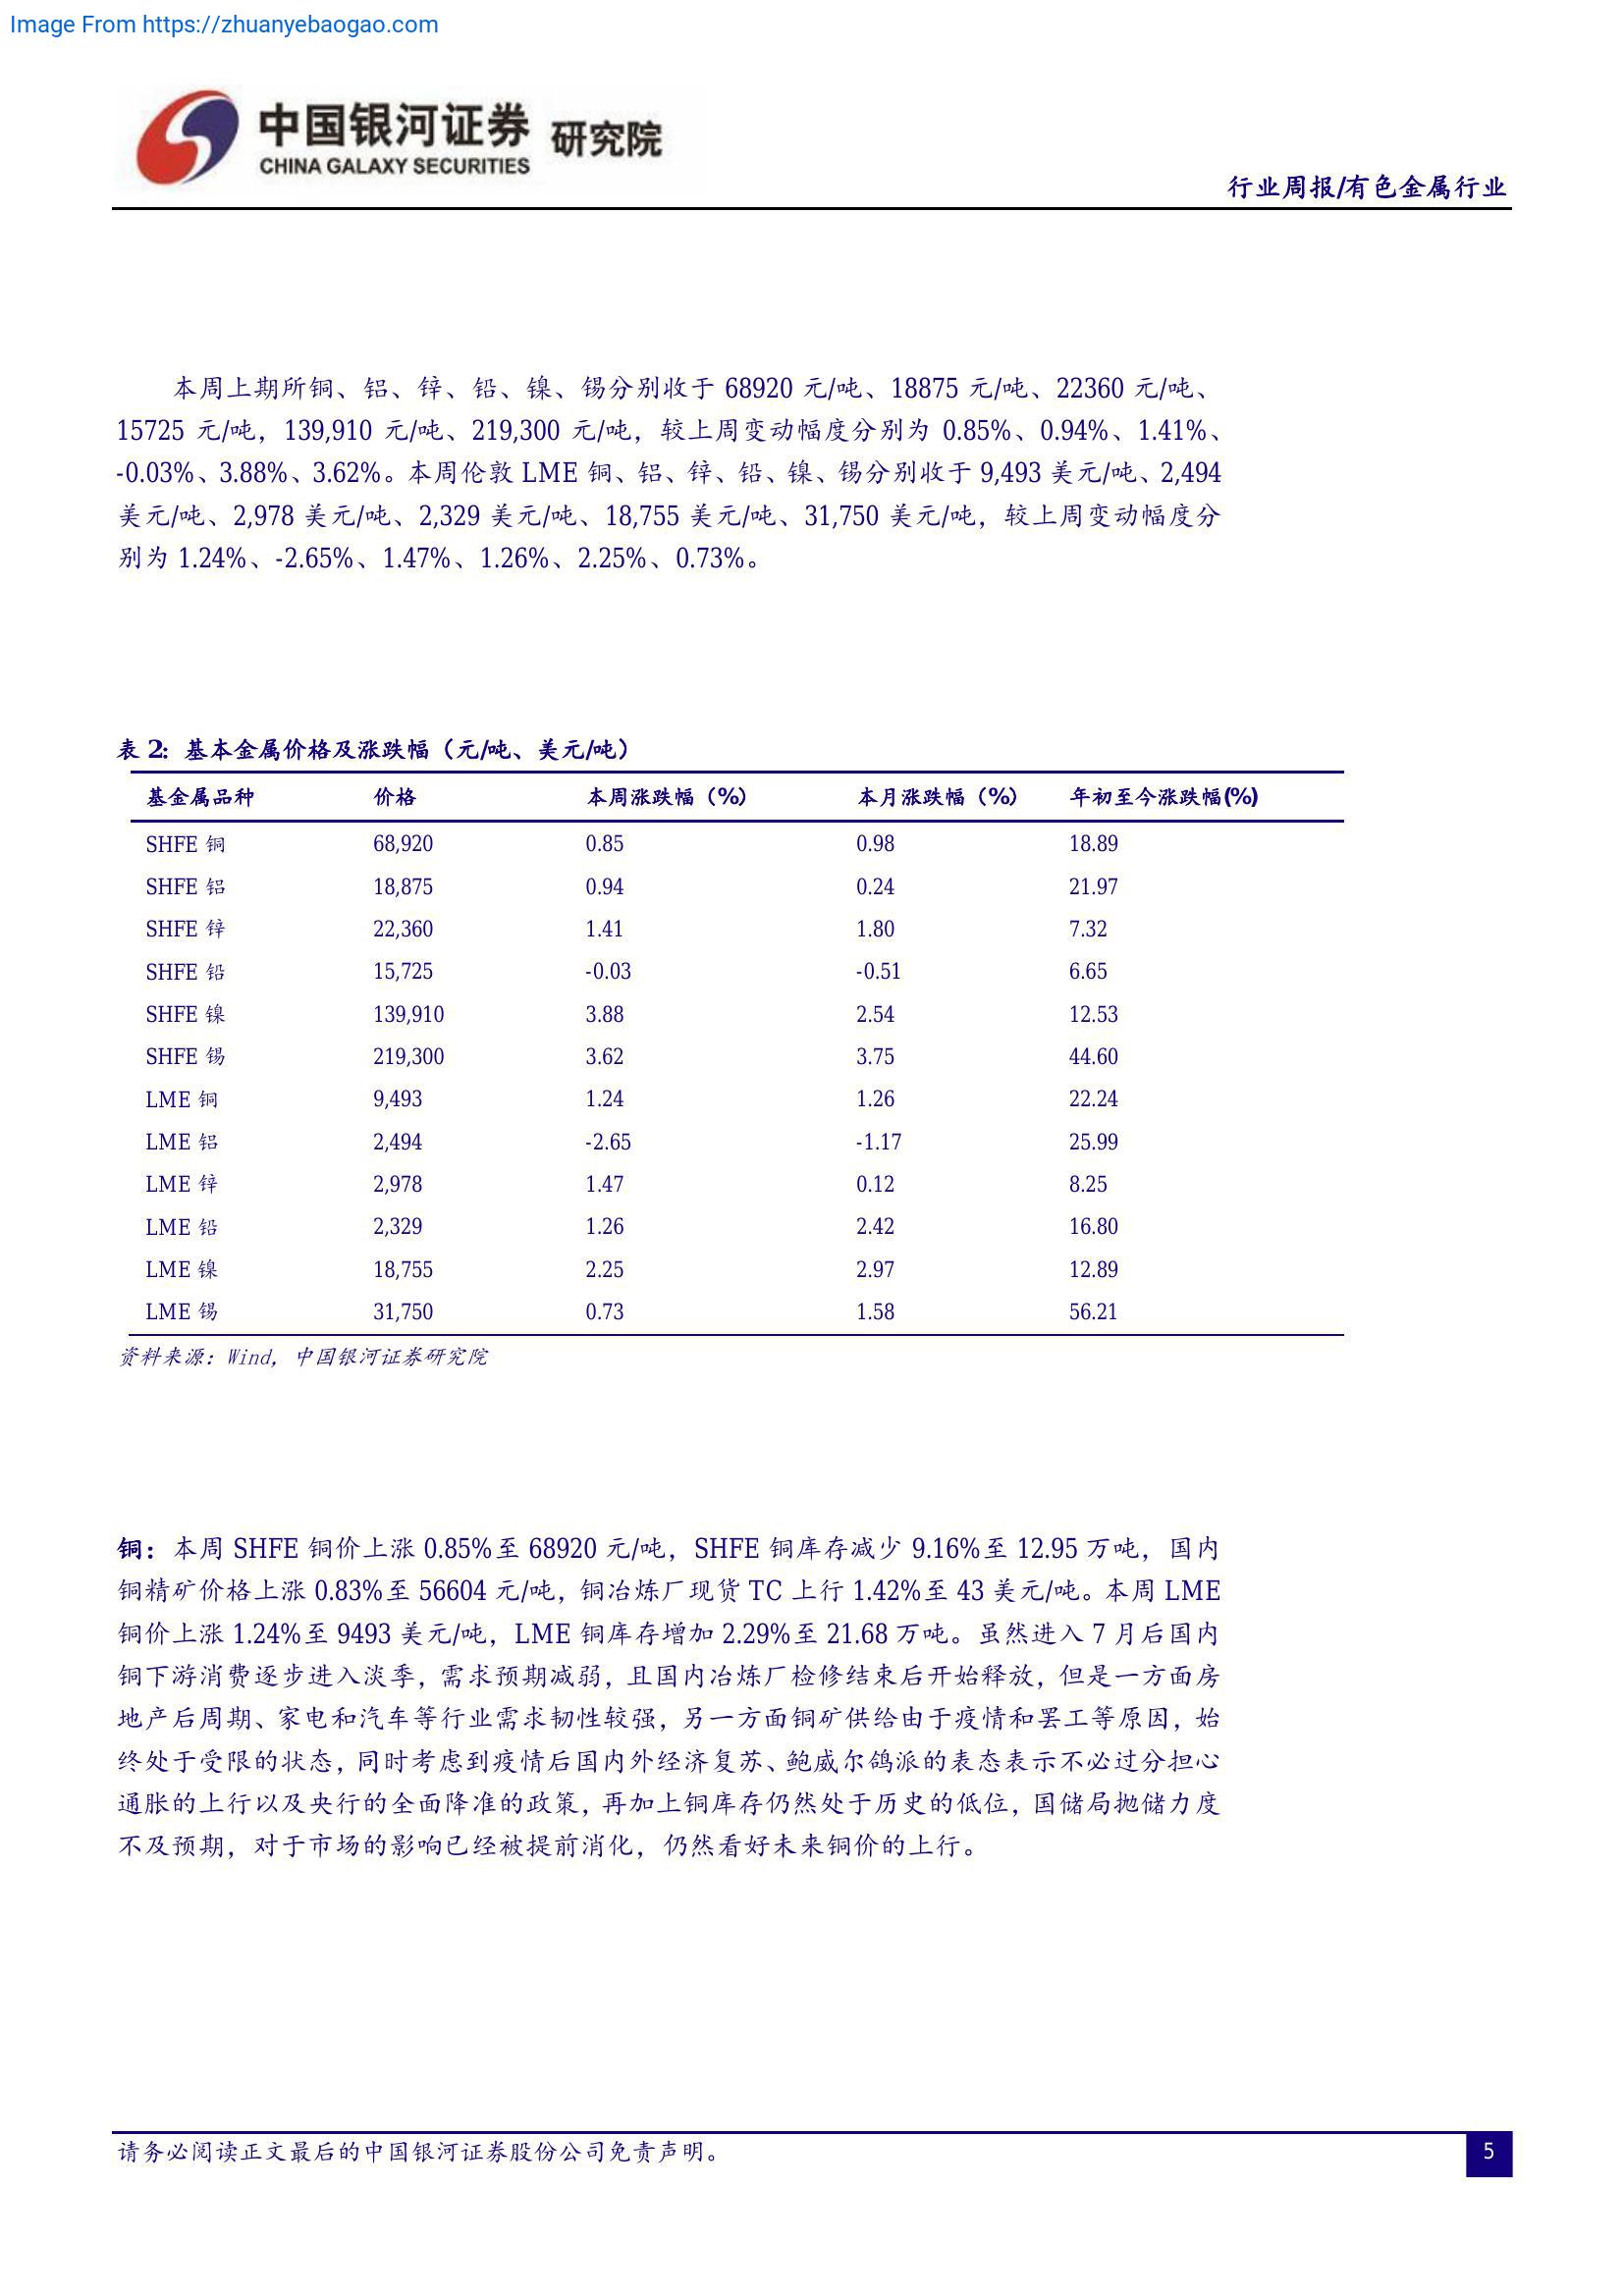 Image From https://zhuanyebaogao.com
中国银河证券 研究院
CHINA GALAXY SECURITIES
行业周报/有色金属行业
本周上期所铜、铝、锌、铅、镍、锡分别收于 68920 元/吨、18875 元/吨、22360 元/吨、
15725 元/吨，139,910 元/吨、219,300 元/吨，较上周变动幅度分别为 0.85%、0.94%、1.41%、
-0.03%、3.88%、3.62%。本周伦敦 LME 铜、铝、锌、铅、镍、锡分别收于 9,493 美元/吨、2,494
美元/吨、2,978 美元/吨、2,329 美元/吨、18,755 美元/吨、31,750 美元/吨，较上周变动幅度分
别为 1.24%、-2.65%、1.47%、1.26%、2.25%、0.73%。
表 2：基本金属价格及涨跌幅（元/吨、美元/吨）
基金属品种 价格 本周涨跌幅（%） 本月涨跌幅（%） 年初至今涨跌幅(%)
SHFE 铜 68,920 0.85 0.98 18.89
SHFE 铝 18,875 0.94 0.24 21.97
SHFE 锌 22,360 1.41 1.80 7.32
SHFE 铅 15,725 -0.03 -0.51 6.65
SHFE 镍 139,910 3.88 2.54 12.53
SHFE 锡 219,300 3.62 3.75 44.60
LME 铜 9,493 1.24 1.26 22.24
LME 铝 2,494 -2.65 -1.17 25.99
LME 锌 2,978 1.47 0.12 8.25
LME 铅 2,329 1.26 2.42 16.80
LME 镍 18,755 2.25 2.97 12.89
LME 锡 31,750 0.73 1.58 56.21
资料来源：Wind，中国银河证券研究院
铜：本周 SHFE 铜价上涨 0.85%至 68920 元/吨，SHFE 铜库存减少 9.16%至 12.95 万吨，国内
铜精矿价格上涨 0.83%至 56604 元/吨，铜冶炼厂现货 TC 上行 1.42%至 43 美元/吨。本周 LME
铜价上涨 1.24%至 9493 美元/吨，LME 铜库存增加 2.29%至 21.68 万吨。虽然进入 7 月后国内
铜下游消费逐步进入淡季，需求预期减弱，且国内冶炼厂检修结束后开始释放，但是一方面房
地产后周期、家电和汽车等行业需求韧性较强，另一方面铜矿供给由于疫情和罢工等原因，始
终处于受限的状态，同时考虑到疫情后国内外经济复苏、鲍威尔鸽派的表态表示不必过分担心
通胀的上行以及央行的全面降准的政策，再加上铜库存仍然处于历史的低位，国储局抛储力度
不及预期，对于市场的影响已经被提前消化，仍然看好未来铜价的上行。
请务必阅读正文最后的中国银河证券股份公司免责声明。
5